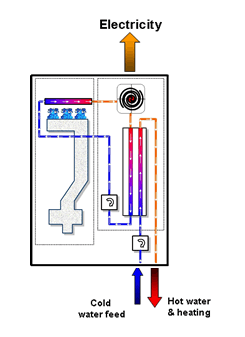 Electricity
Cold
water feed
Hot water
& heating